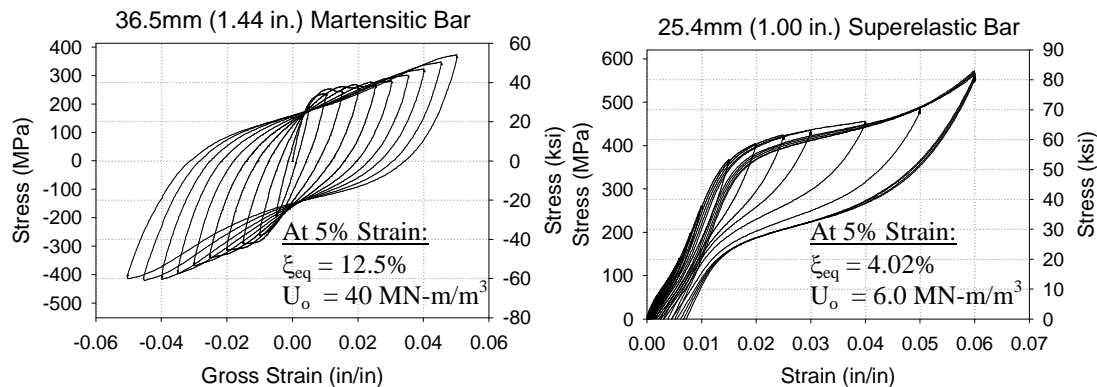 36.5mm (1.44 in.) Martensitic Bar
400
300
200
100
0
-100
-200
-300
-400
-500
Stress (MPa)
60
40
20
0
-20
-40
-60
-80
Stress (ksi)
At 5% Strain:
ξeq = 12.5%
Uo = 40 MN-m/m³
-0.06 -0.04 -0.02 0.00 0.02 0.04 0.06
Gross Strain (in/in)
25.4mm (1.00 in.) Superelastic Bar
600
500
400
300
200
100
0
Stress (MPa)
90
80
70
60
50
40
30
20
10
0
Stress (ksi)
At 5% Strain:
ξeq = 4.02%
Uo = 6.0 MN-m/m³
0.00 0.01 0.02 0.03 0.04 0.05 0.06 0.07
Strain (in/in)